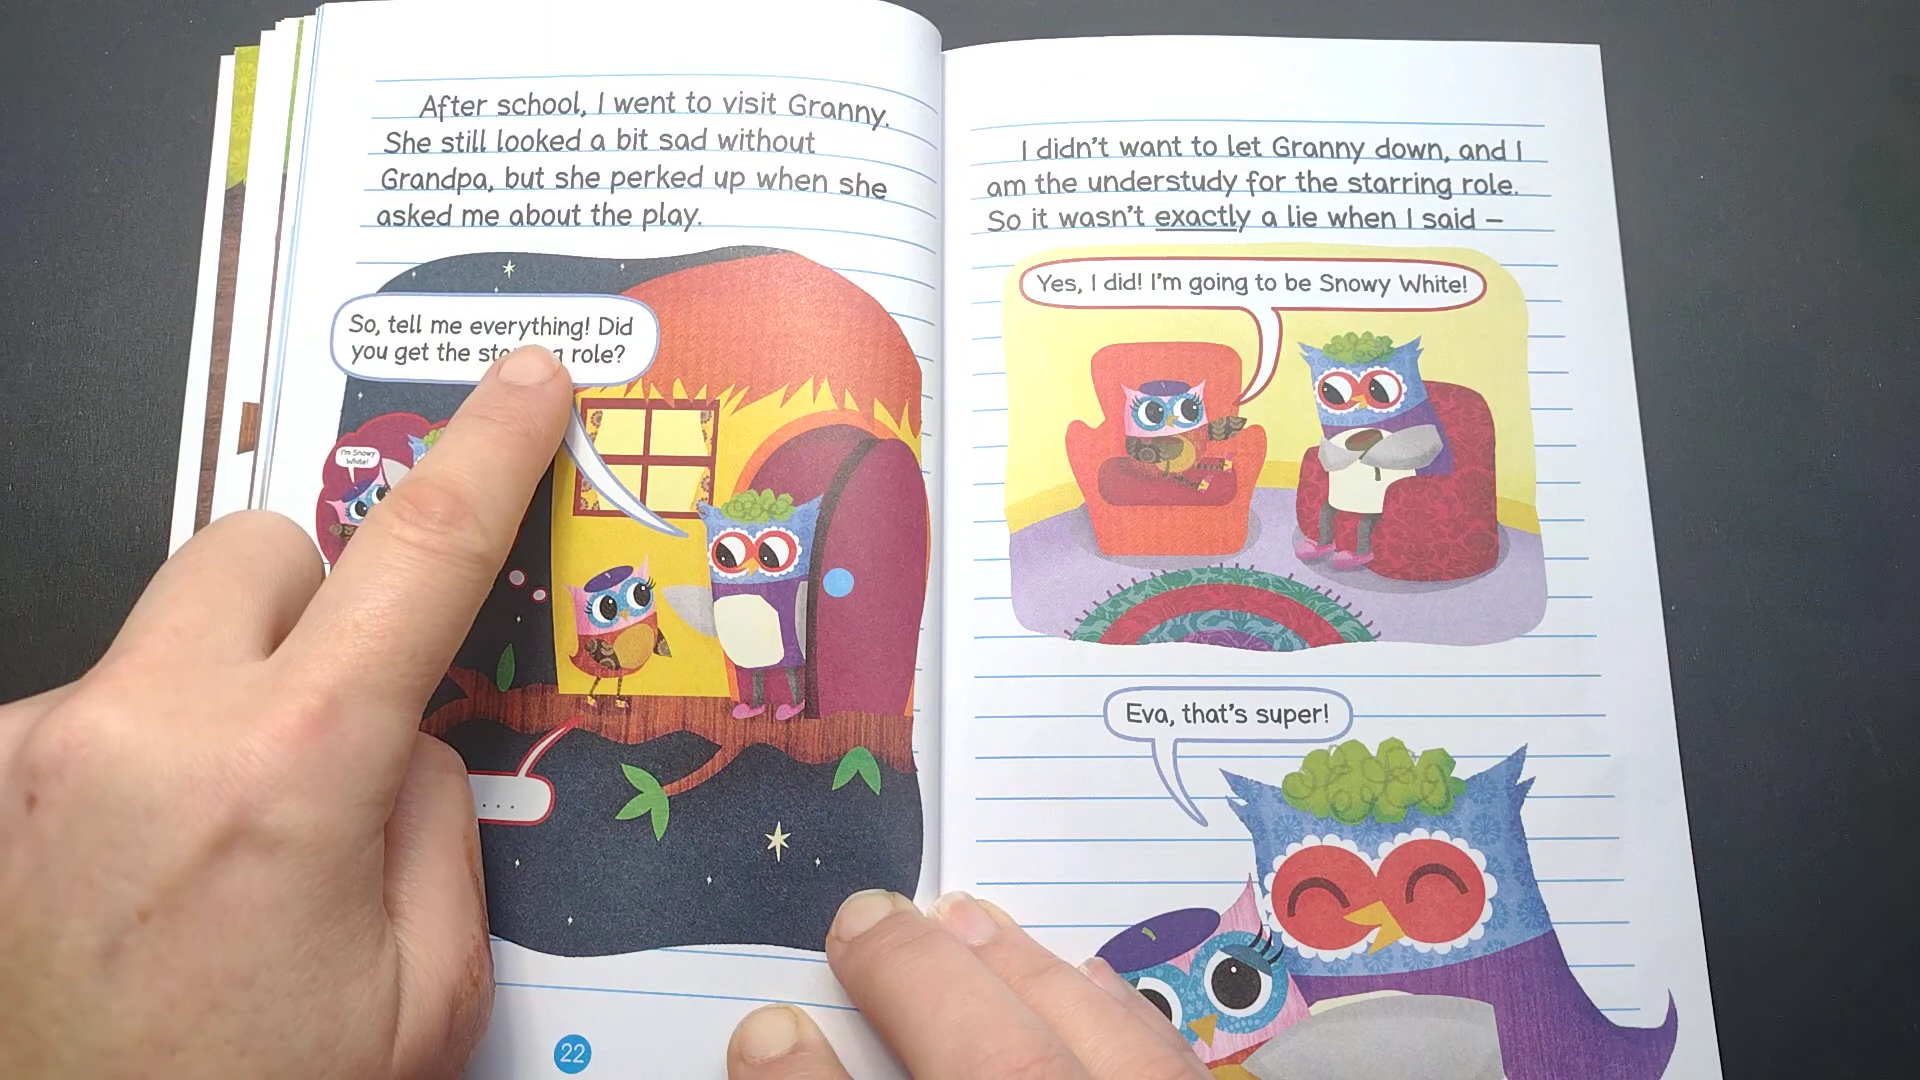 After school, I went to visit Granny.
She still looked a bit sad without
Grandpa, but she perked up when she
asked me about the play.
So, tell me everything! Did
you get the role?
I'm Snowy
White!
. . .
22
I didn't want to let Granny down, and I
am the understudy for the starring role.
So it wasn't exactly a lie when I said –
Yes, I did! I'm going to be Snowy White!
Eva, that's super!